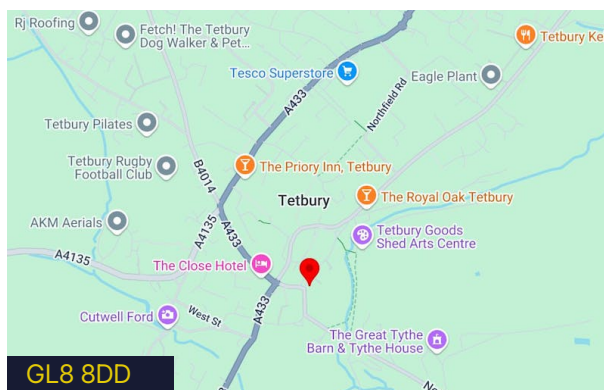 Rj Roofing
Fetch! The Tetbury
Dog Walker & Pet...
Tetbury Ke
Tesco Superstore
Eagle Plant
A433
Northfield Rd
Tetbury Pilates
B4014
The Priory Inn, Tetbury
Tetbury Rugby
Football Club
Tetbury
The Royal Oak Tetbury
AKM Aerials
A4135
A433
Tetbury Goods
Shed Arts Centre
A4135
The Close Hotel
Cutwell Ford
West St
A433
The Great Tythe
Barn & Tythe House
No
GL8 8DD